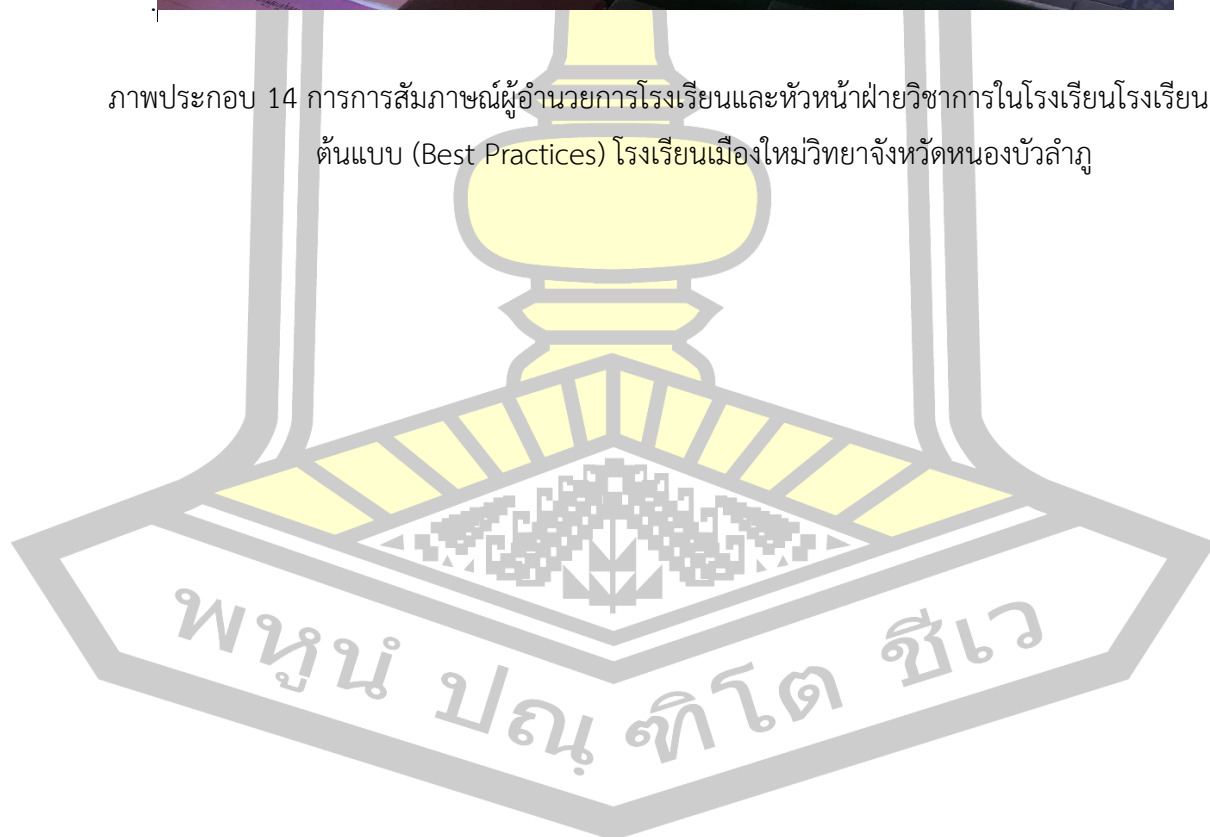 ภาพประกอบ 14 การการสัมภาษณ์ผู้อำนวยการโรงเรียนและหัวหน้าฝ่ายวิชาการในโรงเรียนโรงเรียน
ต้นแบบ (Best Practices) โรงเรียนเมืองใหม่วิทยาจังหวัดหนองบัวลำภู
พหูนํ ปณฺ ฑิโต ชีเว